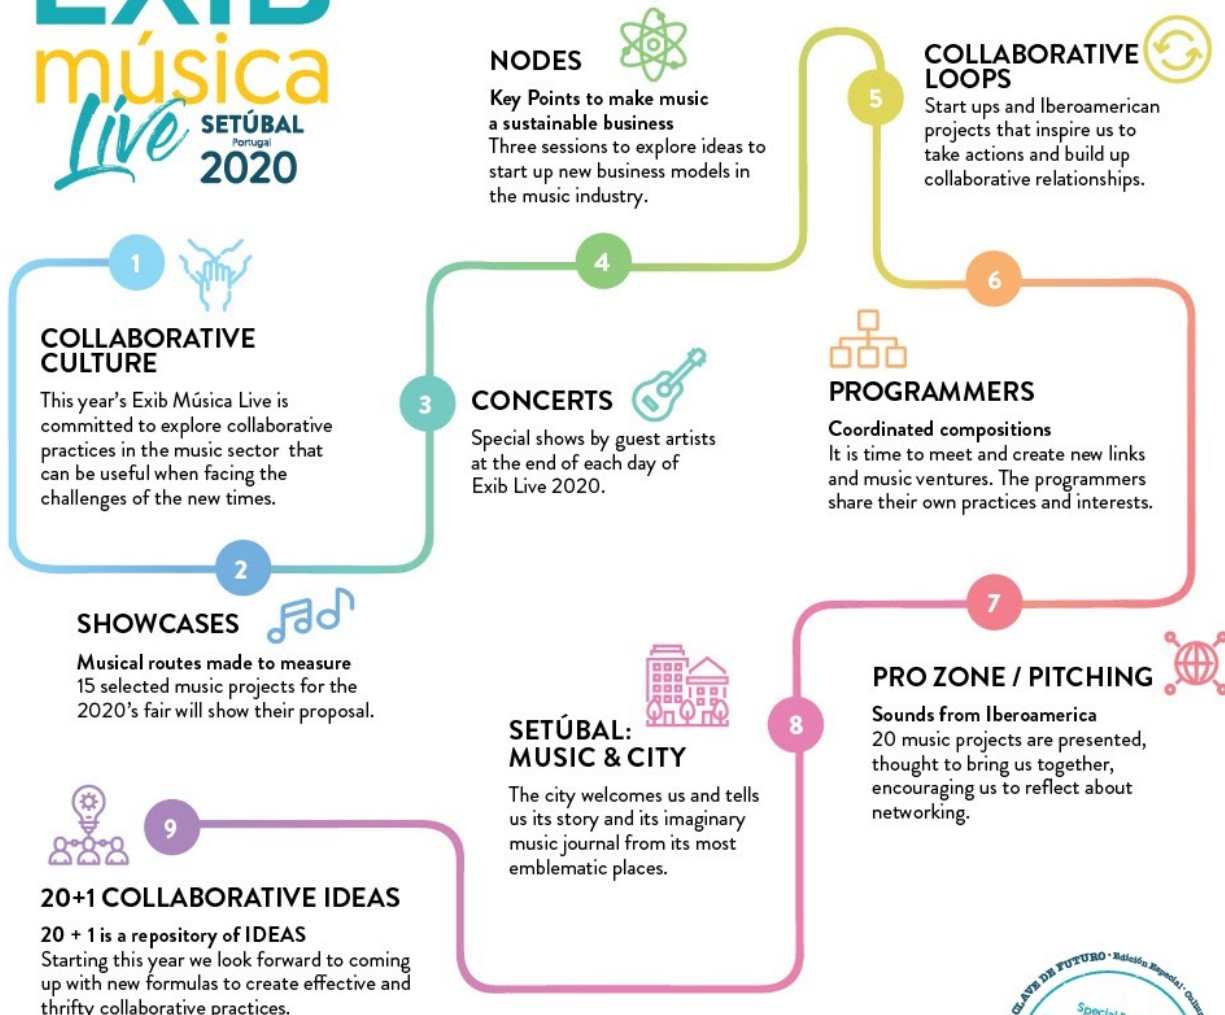 EXIB
música
Live
SETÚBAL
Portugal
2020
1
COLLABORATIVE
CULTURE
This year's Exib Música Live is
committed to explore collaborative
practices in the music sector that
can be useful when facing the
challenges of the new times.
2
SHOWCASES
Musical routes made to measure
15 selected music projects for the
2020's fair will show their proposal.
3
CONCERTS
Special shows by guest artists
at the end of each day of
Exib Live 2020.
4
NODES
Key Points to make music
a sustainable business
Three sessions to explore ideas to
start up new business models in
the music industry.
5
COLLABORATIVE
LOOPS
Start ups and Iberoamerican
projects that inspire us to
take actions and build up
collaborative relationships.
6
PROGRAMMERS
Coordinated compositions
It is time to meet and create new links
and music ventures. The programmers
share their own practices and interests.
7
PRO ZONE / PITCHING
Sounds from Iberoamerica
20 music projects are presented,
thought to bring us together,
encouraging us to reflect about
networking.
8
SETÚBAL:
MUSIC & CITY
The city welcomes us and tells
us its story and its imaginary
music journal from its most
emblematic places.
9
20+1 COLLABORATIVE IDEAS
20 + 1 is a repository of IDEAS
Starting this year we look forward to coming
up with new formulas to create effective and
thrifty collaborative practices.
CLAVE DE FUTURO · Edición Especial ·
Special